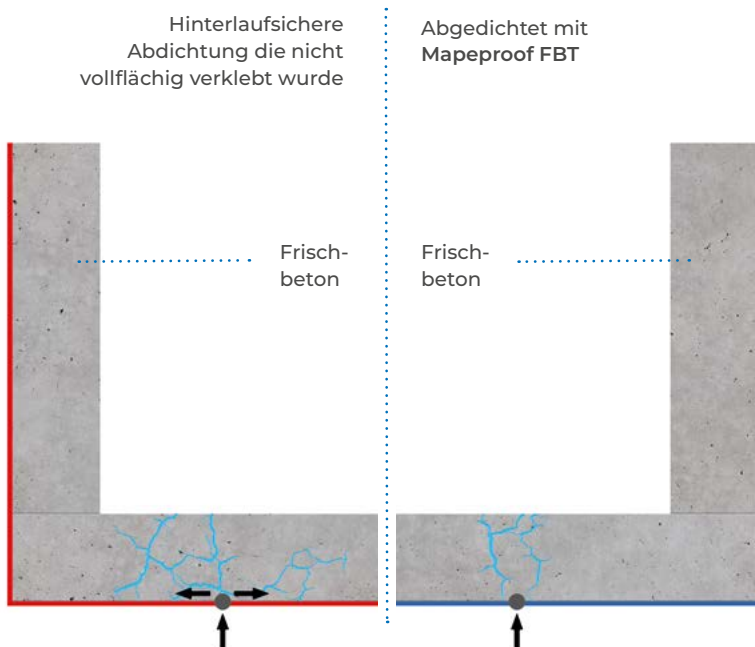 Hinterlaufsichere
Abdichtung die nicht
vollflächig verklebt wurde
Abgedichtet mit
Mapeproof FBT
Frisch-
beton
Frisch-
beton